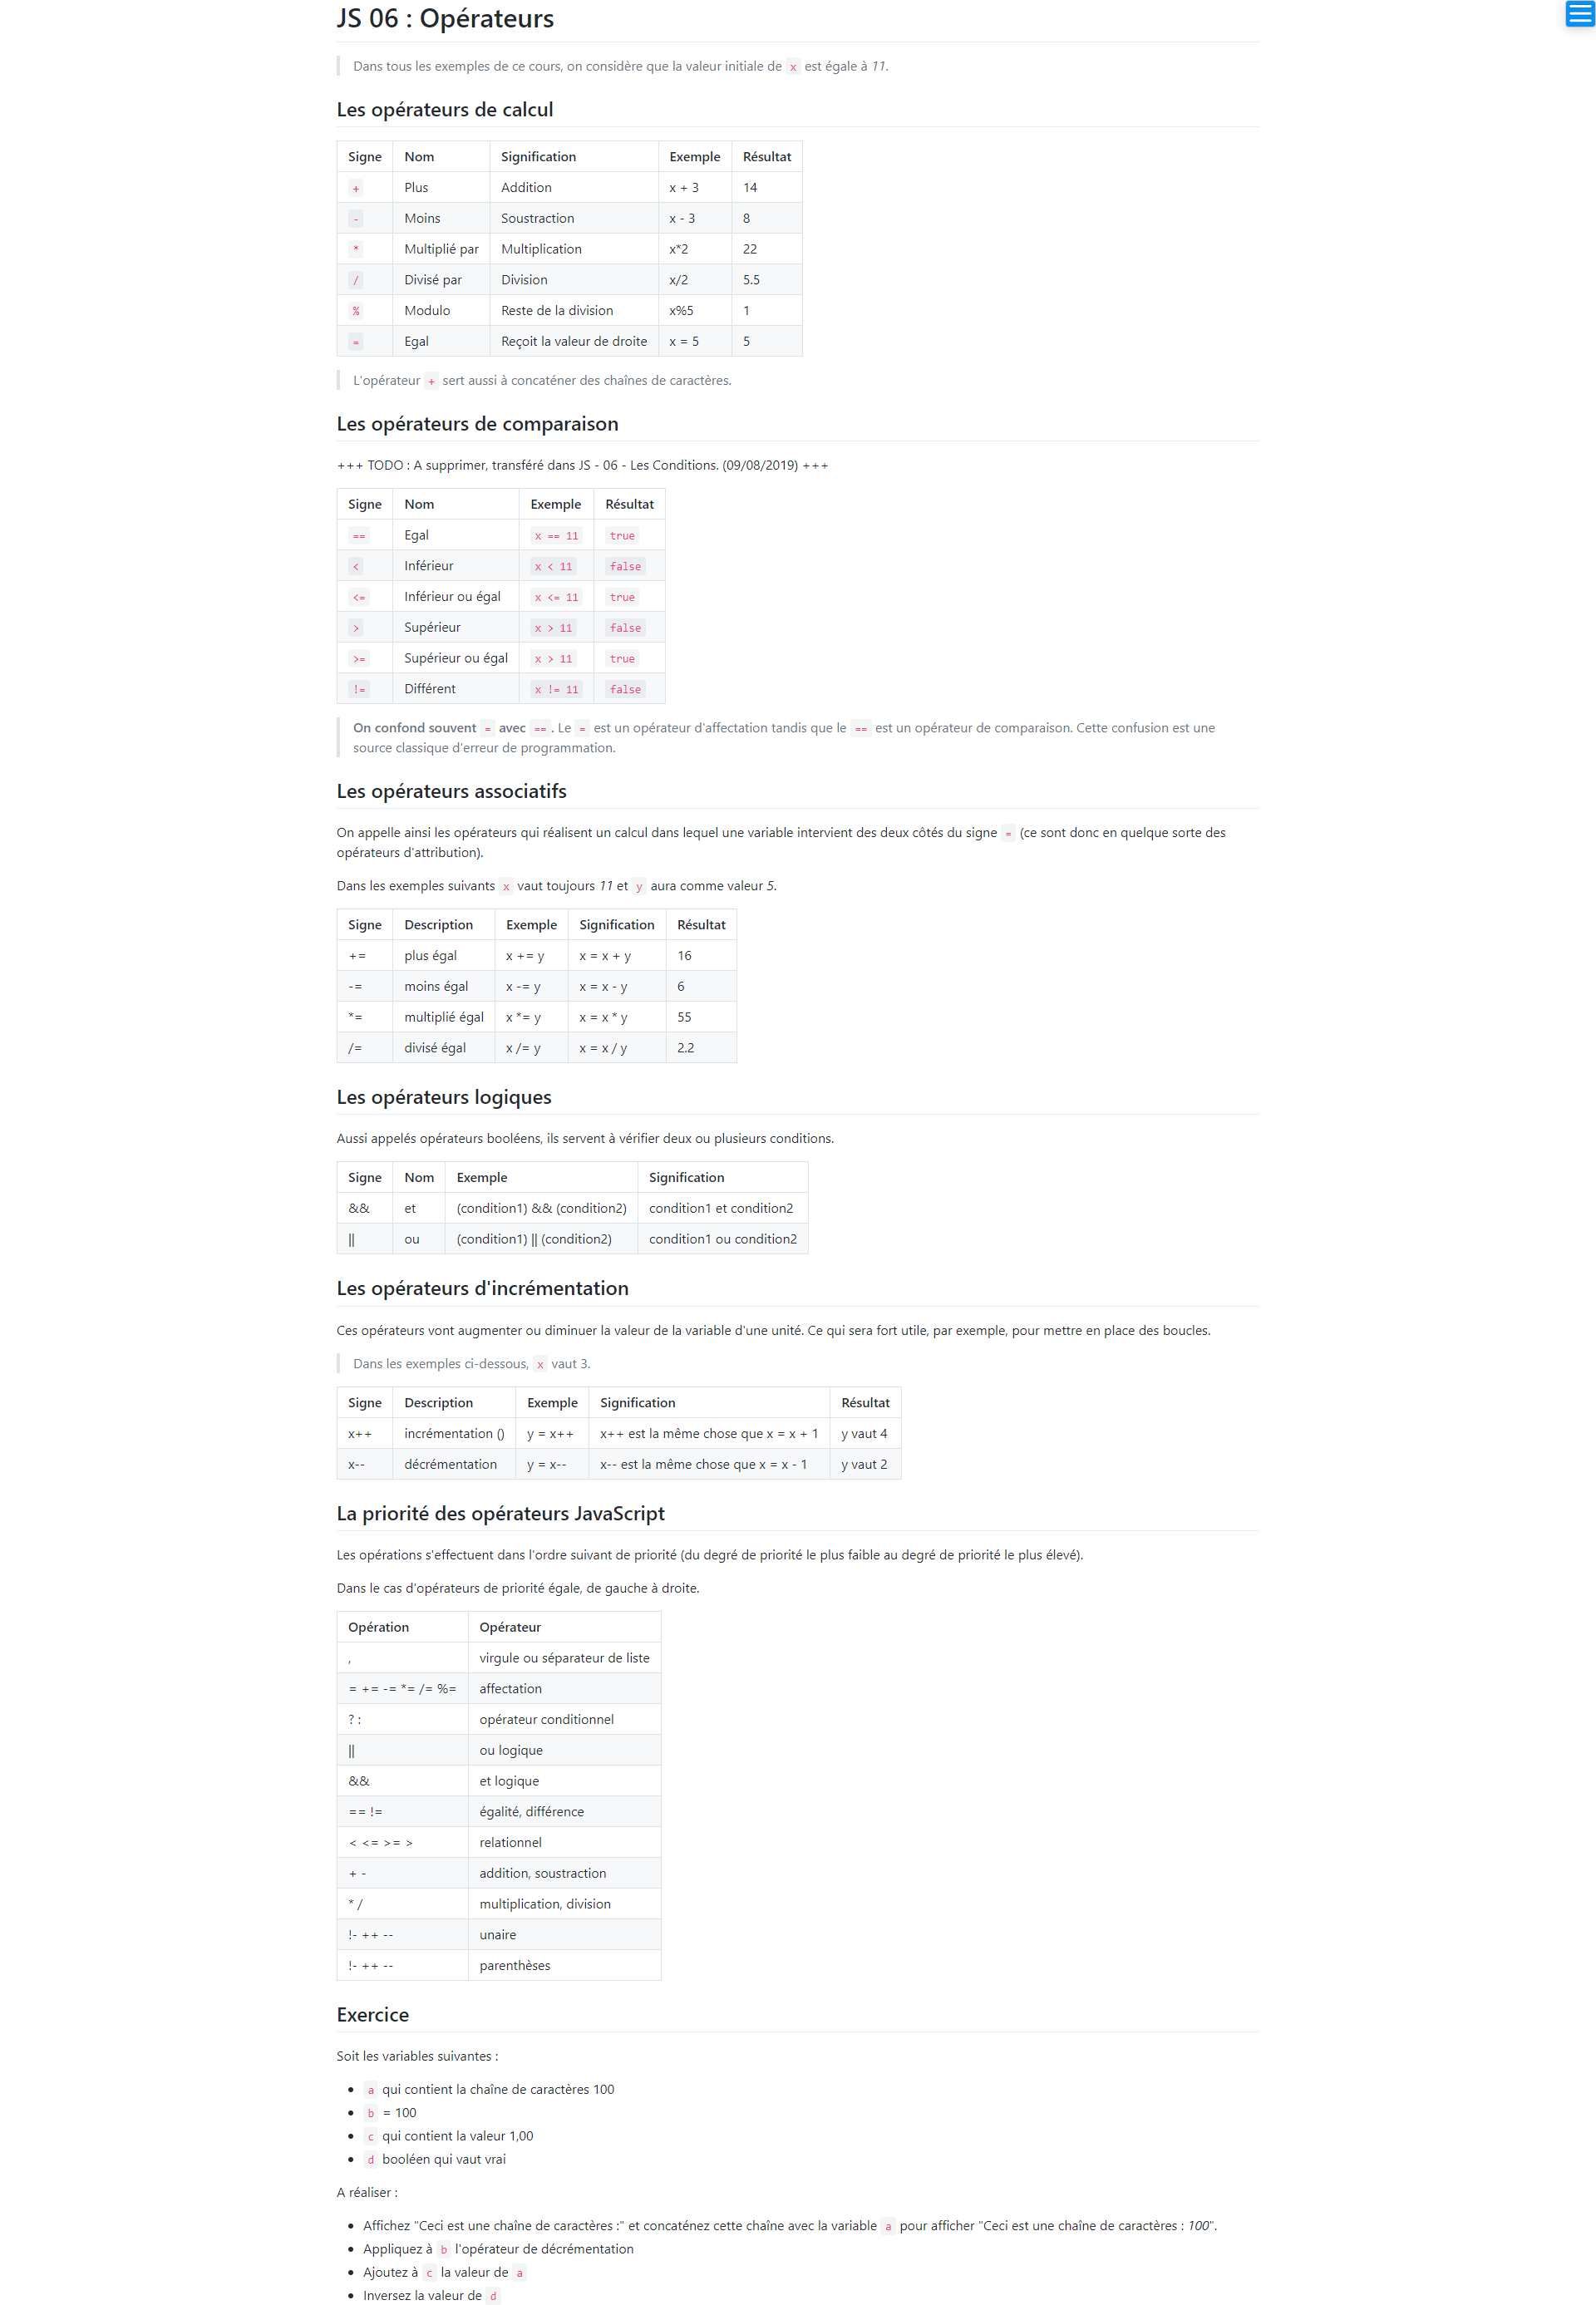 JS 06 : Opérateurs
Dans tous les exemples de ce cours, on considère que la valeur initiale de x est égale à 11.
Les opérateurs de calcul
Signe Nom Signification Exemple Résultat
+ Plus Addition x + 3 14
- Moins Soustraction x - 3 8
* Multiplié par Multiplication x*2 22
/ Divisé par Division x/2 5.5
% Modulo Reste de la division x%5 1
= Egal Reçoit la valeur de droite x = 5 5
L'opérateur + sert aussi à concaténer des chaînes de caractères.
Les opérateurs de comparaison
+++ TODO : A supprimer, transféré dans JS - 06 - Les Conditions. (09/08/2019) +++
Signe Nom Exemple Résultat
== Egal x == 11 true
< Inférieur x < 11 false
<= Inférieur ou égal x <= 11 true
> Supérieur x > 11 false
>= Supérieur ou égal x > 11 true
!= Différent x != 11 false
On confond souvent = avec ==. Le = est un opérateur d'affectation tandis que le == est un opérateur de comparaison. Cette confusion est une
source classique d'erreur de programmation.
Les opérateurs associatifs
On appelle ainsi les opérateurs qui réalisent un calcul dans lequel une variable intervient des deux côtés du signe = (ce sont donc en quelque sorte des
opérateurs d'attribution).
Dans les exemples suivants x vaut toujours 11 et y aura comme valeur 5.
Signe Description Exemple Signification Résultat
+= plus égal x += y x = x + y 16
-= moins égal x -= y x = x - y 6
*= multiplié égal x *= y x = x * y 55
/= divisé égal x /= y x = x / y 2.2
Les opérateurs logiques
Aussi appelés opérateurs booléens, ils servent à vérifier deux ou plusieurs conditions.
Signe Nom Exemple Signification
&& et (condition1) && (condition2) condition1 et condition2
|| ou (condition1) || (condition2) condition1 ou condition2
Les opérateurs d'incrémentation
Ces opérateurs vont augmenter ou diminuer la valeur de la variable d'une unité. Ce qui sera fort utile, par exemple, pour mettre en place des boucles.
Dans les exemples ci-dessous, x vaut 3.
Signe Description Exemple Signification Résultat
x++ incrémentation () y = x++ x++ est la même chose que x = x + 1 y vaut 4
x-- décrémentation y = x-- x-- est la même chose que x = x - 1 y vaut 2
La priorité des opérateurs JavaScript
Les opérations s'effectuent dans l'ordre suivant de priorité (du degré de priorité le plus faible au degré de priorité le plus élevé).
Dans le cas d'opérateurs de priorité égale, de gauche à droite.
Opération Opérateur
, virgule ou séparateur de liste
= += -= *= /= %= affectation
? : opérateur conditionnel
|| ou logique
&& et logique
== != égalité, différence
< <= >= > relationnel
+ - addition, soustraction
* / multiplication, division
!- ++ -- unaire
!- ++ -- parenthèses
Exercice
Soit les variables suivantes :
• a qui contient la chaîne de caractères 100
• b = 100
• c qui contient la valeur 1,00
• d booléen qui vaut vrai
A réaliser :
• Affichez "Ceci est une chaîne de caractères :" et concaténez cette chaîne avec la variable a pour afficher "Ceci est une chaîne de caractères : 100".
• Appliquez à b l'opérateur de décrémentation
• Ajoutez à c la valeur de a
• Inversez la valeur de d